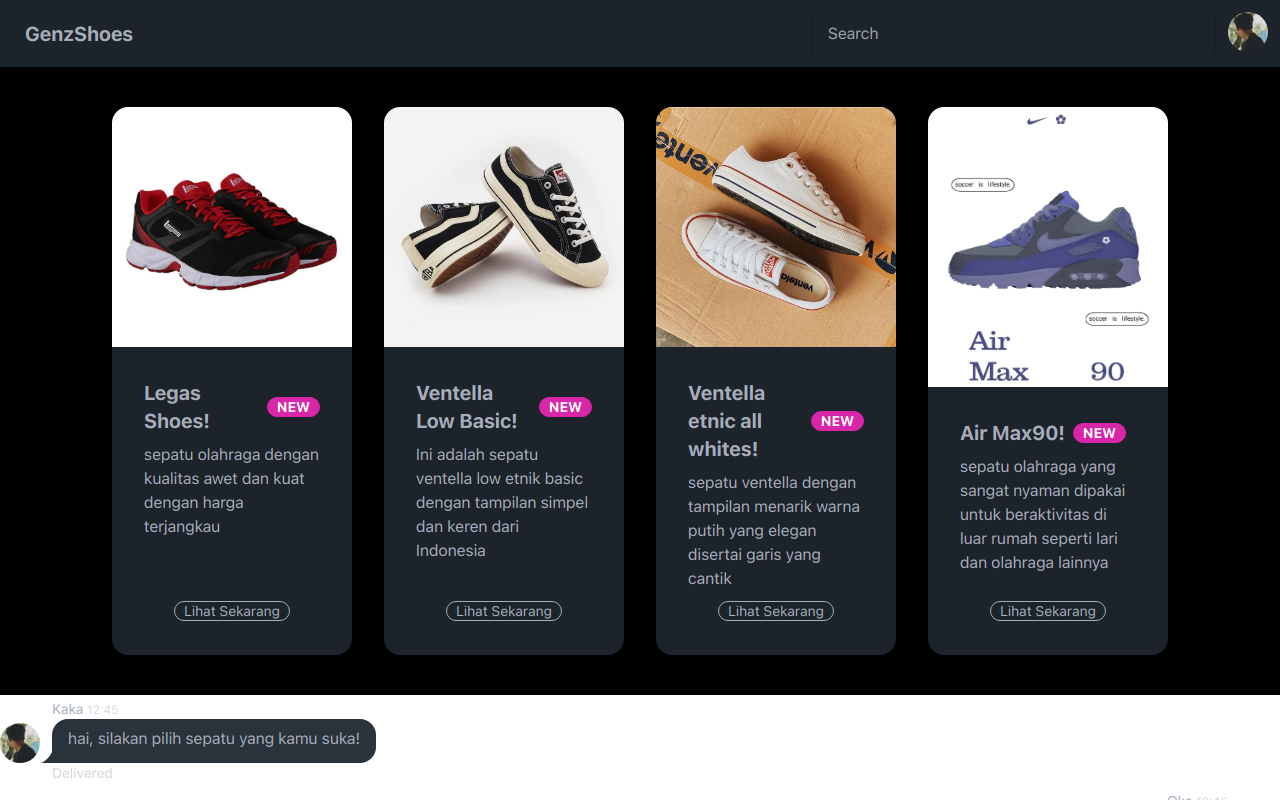 GenzShoes
Search
soccer is lifestyle.
soccer is lifestyle.
Air
Max 90
ventela
Legas
Shoes!
NEW
sepatu olahraga dengan
kualitas awet dan kuat
dengan harga
terjangkau
Lihat Sekarang
Ventella
Low Basic!
NEW
Ini adalah sepatu
ventella low etnik basic
dengan tampilan simpel
dan keren dari
Indonesia
Lihat Sekarang
Ventella
etnic all
whites!
NEW
sepatu ventella dengan
tampilan menarik warna
putih yang elegan
disertai garis yang
cantik
Lihat Sekarang
Air Max90!
NEW
sepatu olahraga yang
sangat nyaman dipakai
untuk beraktivitas di
luar rumah seperti lari
dan olahraga lainnya
Lihat Sekarang
Kaka 12:45
hai, silakan pilih sepatu yang kamu suka!
Delivered